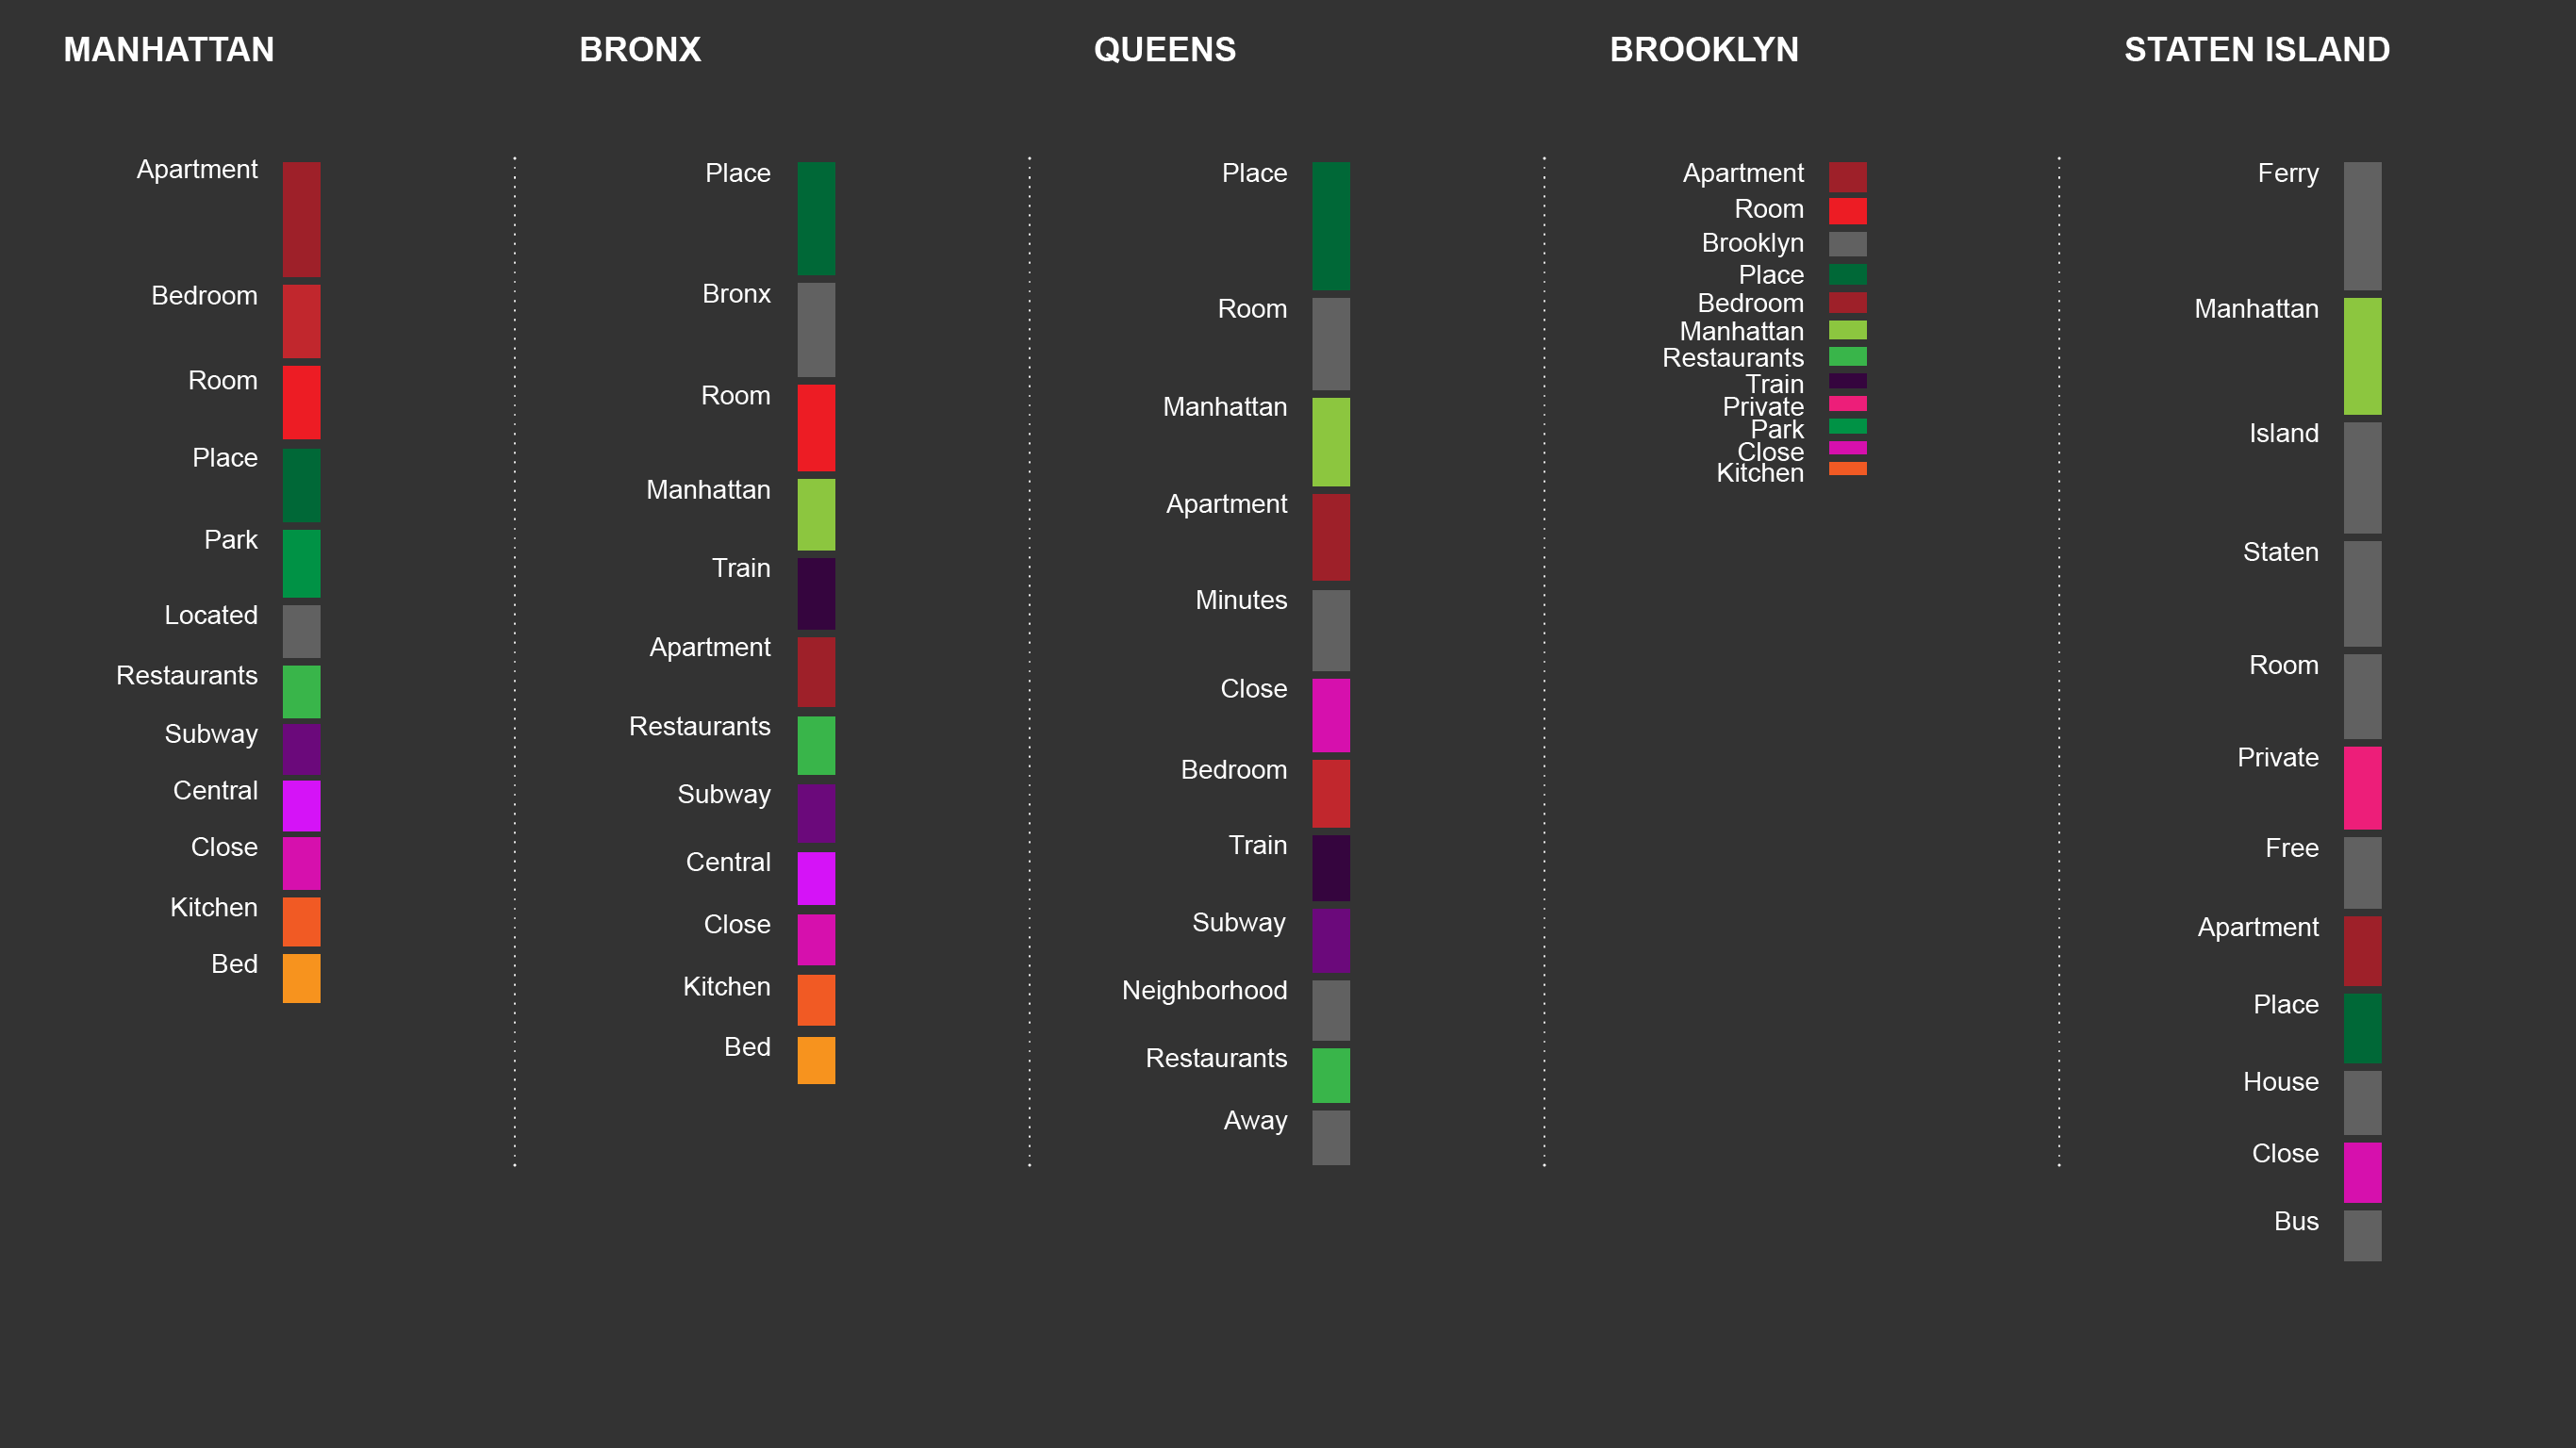 MANHATTAN
Apartment
Bedroom
Room
Place
Park
Located
Restaurants
Subway
Central
Close
Kitchen
Bed
BRONX
Place
Bronx
Room
Manhattan
Train
Apartment
Restaurants
Subway
Central
Close
Kitchen
Bed
QUEENS
Place
Room
Manhattan
Apartment
Minutes
Close
Bedroom
Train
Subway
Neighborhood
Restaurants
Away
BROOKLYN
Apartment
Room
Brooklyn
Place
Bedroom
Manhattan
Restaurants
Train
Private
Park
Close
Kitchen
STATEN ISLAND
Ferry
Manhattan
Island
Staten
Room
Private
Free
Apartment
Place
House
Close
Bus